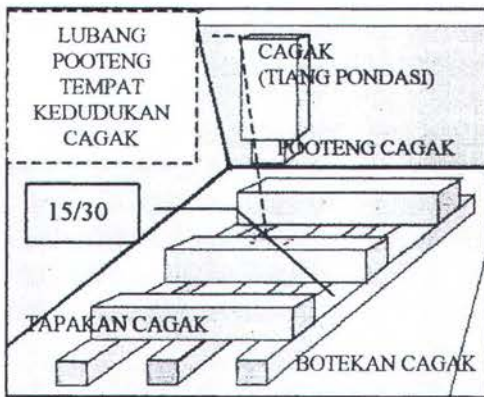 LUBANG
POOTENG
TEMPAT
KEDUDUKAN
CAGAK
CAGAK
(TIANG PONDASI)
POOTENG CAGAK
15/30
TAPAKAN CAGAK
BOTEKAN CAGAK